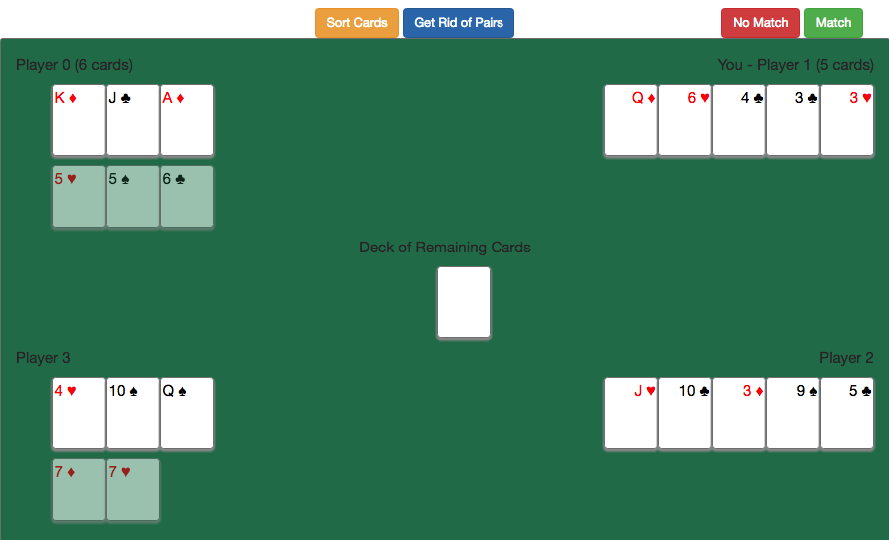 Sort Cards Get Rid of Pairs No Match Match
Player 0 (6 cards) You - Player 1 (5 cards)
K ♦ J ♣ A ♦ Q ♦ 6 ♥ 4 ♣ 3 ♣ 3 ♥
5 ♥ 5 ♠ 6 ♣
Deck of Remaining Cards
Player 3 Player 2
4 ♥ 10 ♠ Q ♠ J ♥ 10 ♣ 3 ♦ 9 ♠ 5 ♣
7 ♦ 7 ♥